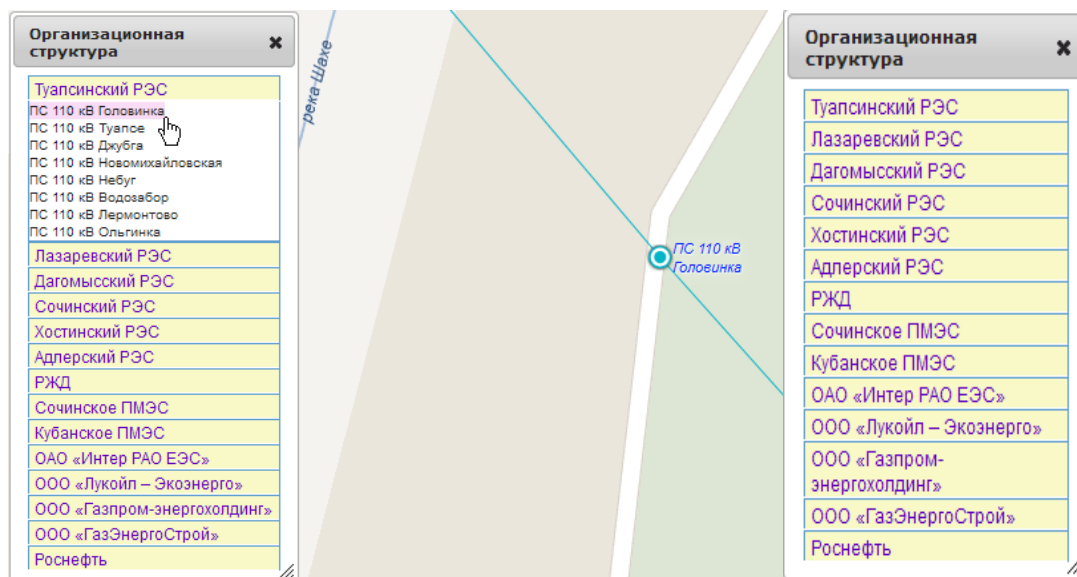 Организационная
структура
Туапсинский РЭС
ПС 110 кВ Головинка
ПС 110 кВ Туапсе
ПС 110 кВ Джубга
ПС 110 кВ Новомихайловская
ПС 110 кВ Небуг
ПС 110 кВ Водозабор
ПС 110 кВ Лермонтово
ПС 110 кВ Ольгинка
Лазаревский РЭС
Дагомысский РЭС
Сочинский РЭС
Хостинский РЭС
Адлерский РЭС
РЖД
Сочинское ПМЭС
Кубанское ПМЭС
ОАО «Интер РАО ЕЭС»
ООО «Лукойл – Экоэнерго»
ООО «Газпром-энергохолдинг»
ООО «ГазЭнергоСтрой»
Роснефть
река Шахе
ПС 110 кВ
Головинка
Организационная
структура
Туапсинский РЭС
Лазаревский РЭС
Дагомысский РЭС
Сочинский РЭС
Хостинский РЭС
Адлерский РЭС
РЖД
Сочинское ПМЭС
Кубанское ПМЭС
ОАО «Интер РАО ЕЭС»
ООО «Лукойл – Экоэнерго»
ООО «Газпром-
энергохолдинг»
ООО «ГазЭнергоСтрой»
Роснефть